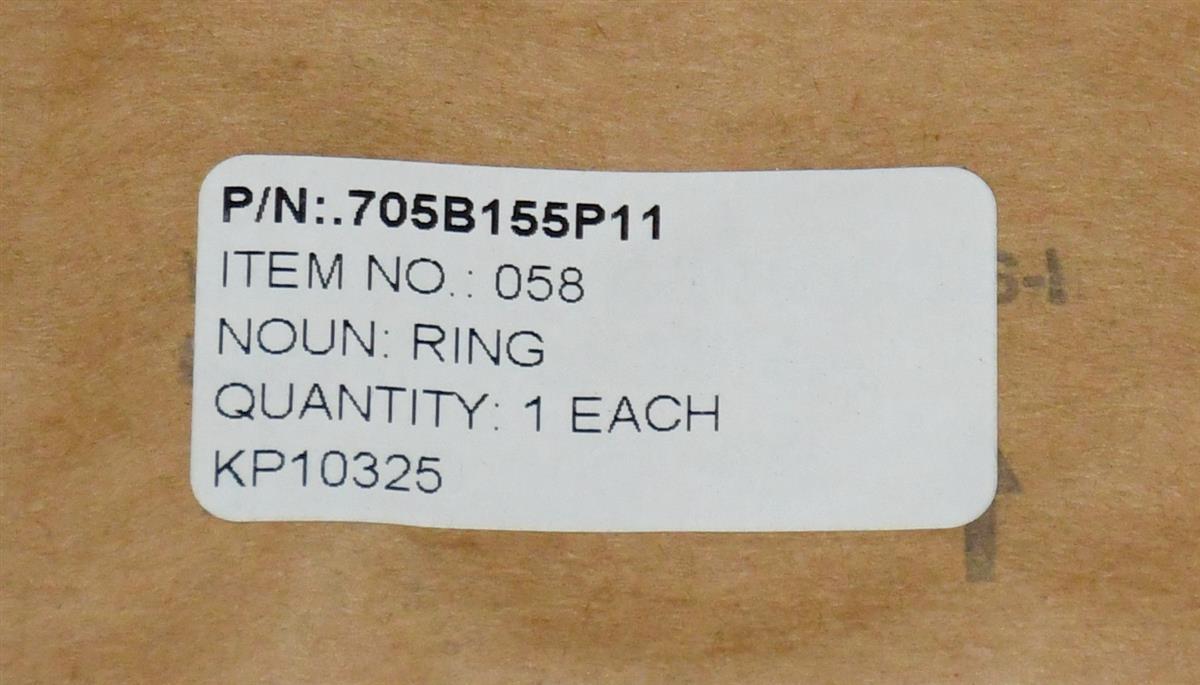 P/N:.705B155P11
ITEM NO.: 058
NOUN: RING
QUANTITY: 1 EACH
KP10325